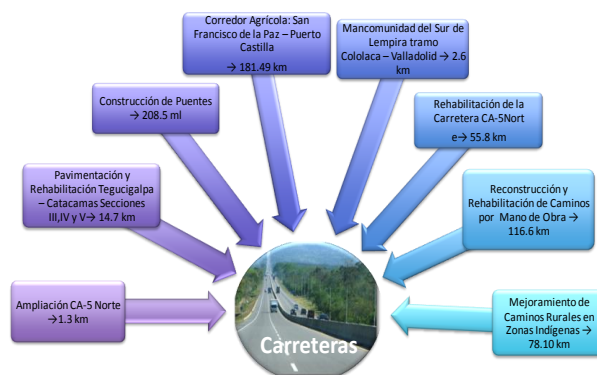 Corredor Agrícola: San
Francisco de la Paz – Puerto
Castilla
→ 181.49 km
Mancomunidad del Sur de
Lempira tramo
Cololaca – Valladolid → 2.6
km
Construcción de Puentes
→ 208.5 ml
Rehabilitación de la
Carretera CA-5Nort
e→ 55.8 km
Pavimentación y
Rehabilitación Tegucigalpa
– Catacamas Secciones
III,IV y V→ 14.7 km
Reconstrucción y
Rehabilitación de Caminos
por Mano de Obra →
116.6 km
Ampliación CA-5 Norte
→1.3 km
Mejoramiento de
Caminos Rurales en
Zonas Indígenas →
78.10 km
Carreteras